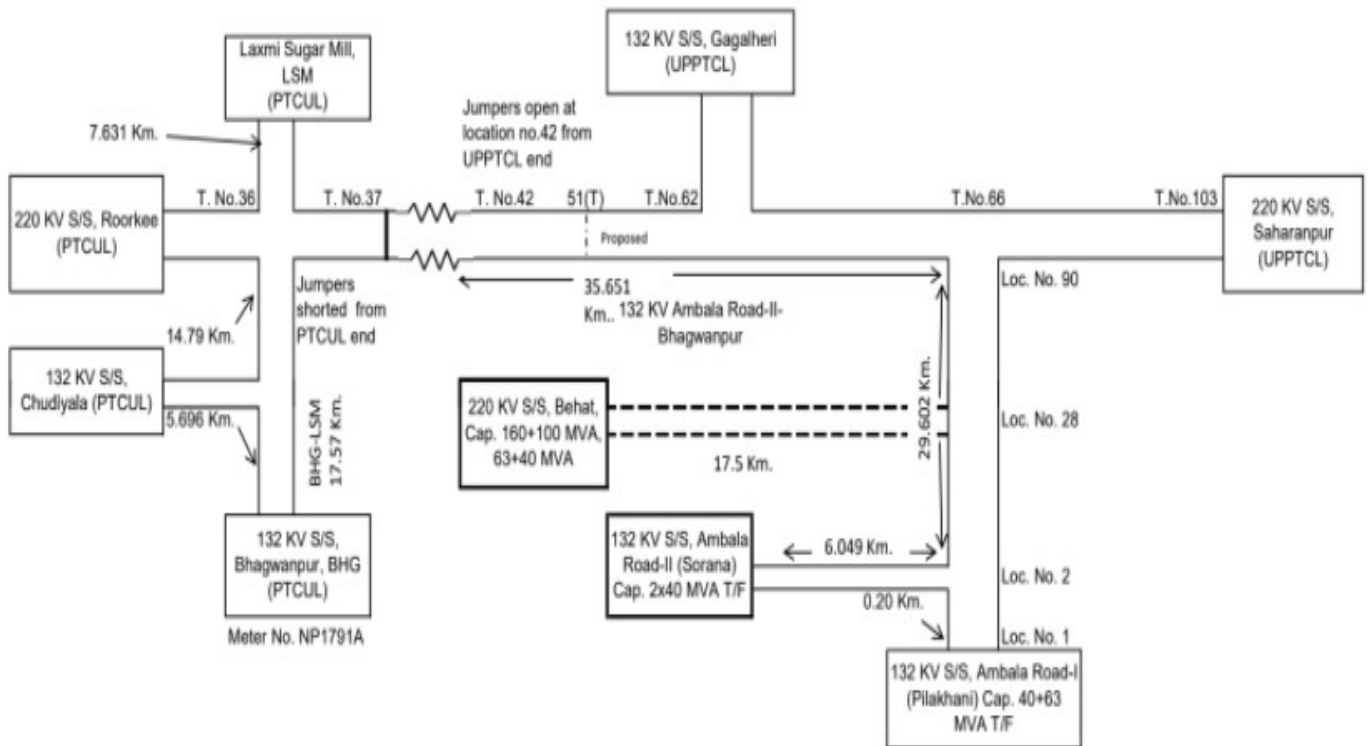 Laxmi Sugar Mill,
LSM
(PTCUL)
132 KV S/S, Gagalheri
(UPPTCL)
7.631 Km.
Jumpers open at
location no.42 from
UPPTCL end
220 KV S/S, Roorkee
(PTCUL)
T. No.36
T. No.37
T. No.42
51(T)
T.No.62
T.No.66
T.No.103
220 KV S/S,
Saharanpur
(UPPTCL)
Proposed
Jumpers
shorted from
PTCUL end
35.651
Km..
132 KV Ambala Road-II-
Bhagwanpur
Loc. No. 90
14.79 Km.
132 KV S/S,
Chudiyala (PTCUL)
5.696 Km.
BHG-LSM
17.57 Km.
220 KV S/S, Behat,
Cap. 160+100 MVA,
63+40 MVA
17.5 Km.
29.602 Km.
Loc. No. 28
132 KV S/S,
Bhagwanpur, BHG
(PTCUL)
Meter No. NP1791A
132 KV S/S, Ambala
Road-II (Sorana)
Cap. 2x40 MVA T/F
6.049 Km.
0.20 Km.
Loc. No. 2
Loc. No. 1
132 KV S/S, Ambala Road-I
(Pilakhani) Cap. 40+63
MVA T/F